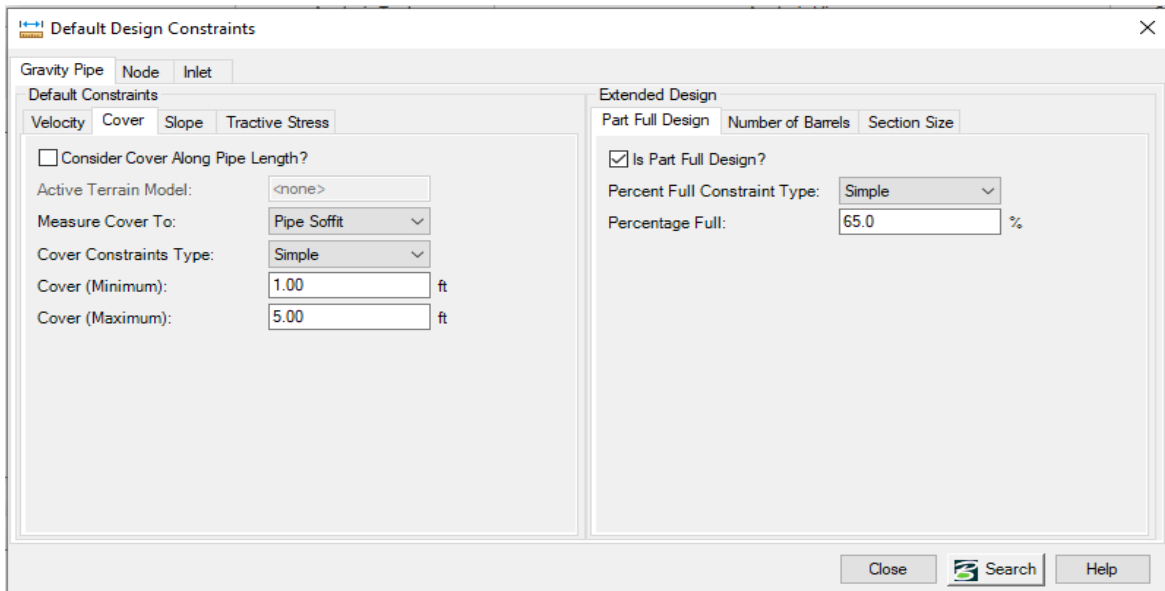 Default Design Constraints
Gravity Pipe Node Inlet
Default Constraints
Velocity Cover Slope Tractive Stress
Consider Cover Along Pipe Length?
Active Terrain Model: <none>
Measure Cover To: Pipe Soffit
Cover Constraints Type: Simple
Cover (Minimum): 1.00 ft
Cover (Maximum): 5.00 ft
Extended Design
Part Full Design Number of Barrels Section Size
Is Part Full Design?
Percent Full Constraint Type: Simple
Percentage Full: 65.0 %
Close Search Help